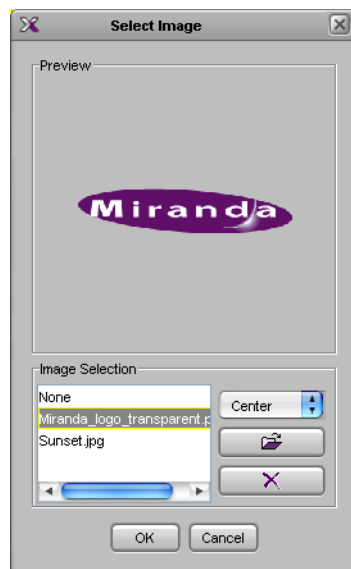 Select Image
Preview
Miranda
Image Selection
None
Center
Miranda_logo_transparent.p
Sunset.jpg
OK Cancel